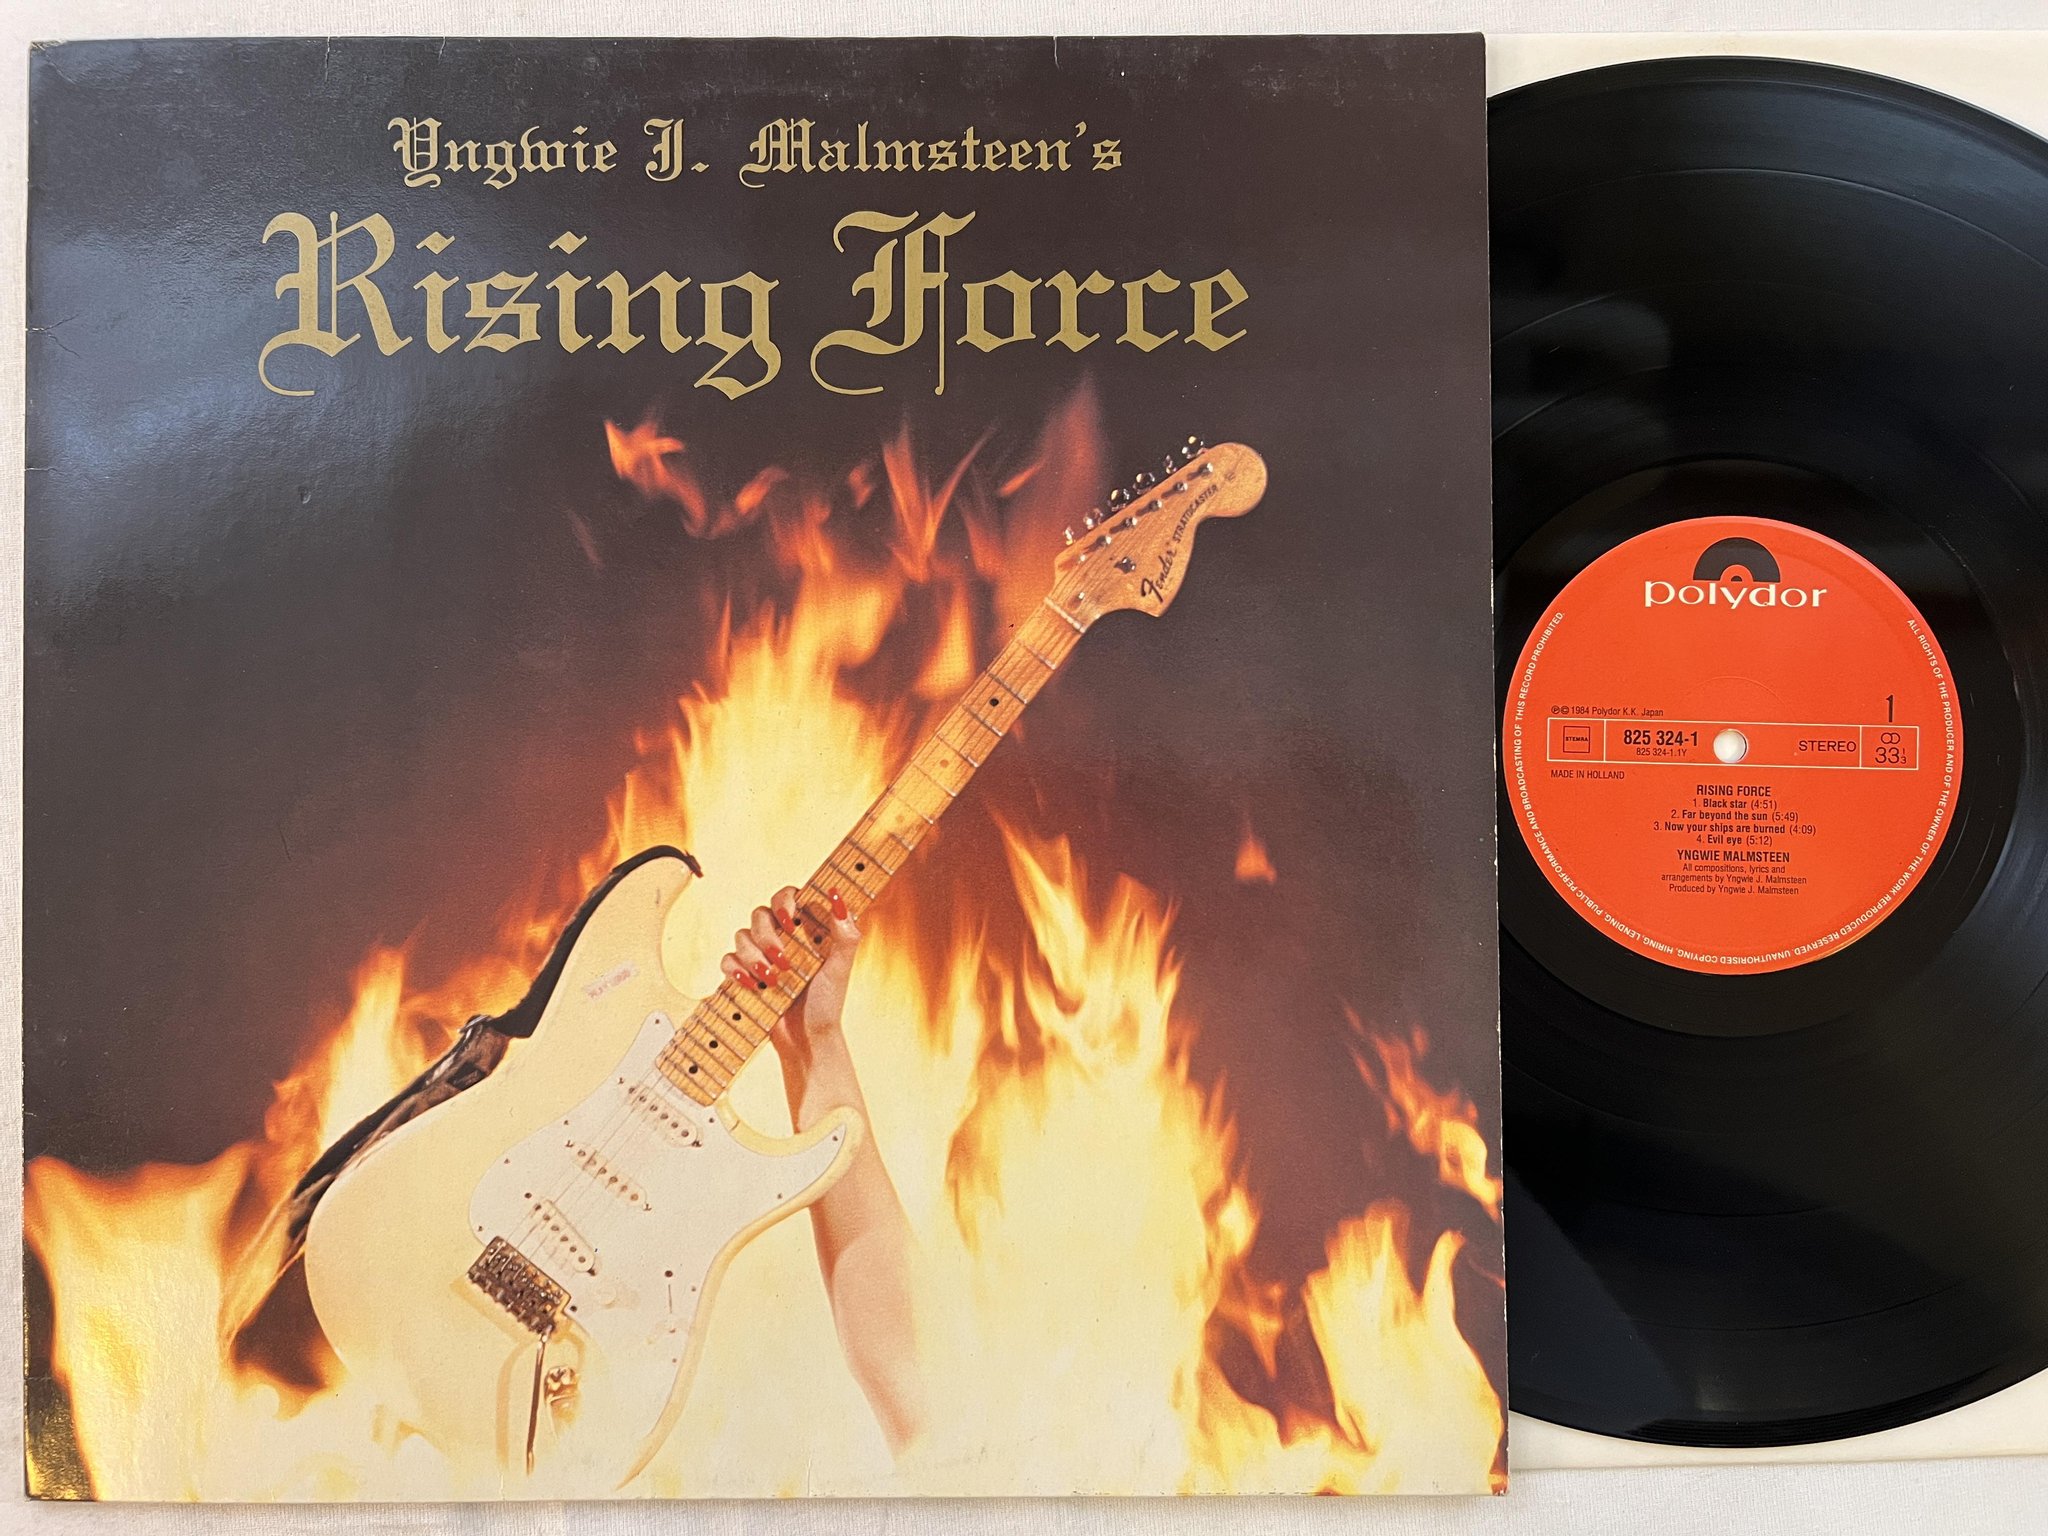 Yngwie J. Malmsteen's
Rising Force
Fender STRATOCASTER
polydor
ALL RIGHTS OF THE PRODUCER AND OF THE OWNER OF THE WORK REPRODUCED RESERVED. UNAUTHORISED COPYING, HIRING, LENDING, PUBLIC PERFORMANCE AND BROADCASTING OF THIS RECORD PROHIBITED.
℗© 1984 Polydor K.K. Japan
1
STEMRA
825 324-1
825 324-1.1Y
STEREO
33 1/3
MADE IN HOLLAND
RISING FORCE
1. Black star (4:51)
2. Far beyond the sun (5:49)
3. Now your ships are burned (4:09)
4. Evil eye (5:12)
YNGWIE MALMSTEEN
All compositions, lyrics and
arrangements by Yngwie J. Malmsteen
Produced by Yngwie J. Malmsteen